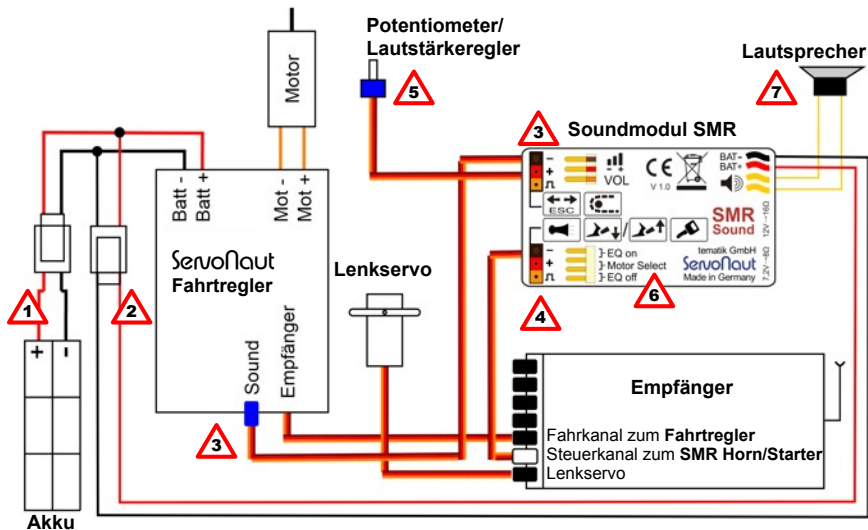 Potentiometer/
Lautstärkeregler
5
Lautsprecher
7
Motor
3
Soundmodul SMR
Batt -
Batt +
Mot -
Mot +
ServoNaut
Fahrtregler
Sound
Empfänger
1
2
3
+
-
Akku
Lenkservo
-
+
VOL
CE
V 1.0
BAT-
BAT+
ESC
SMR
Sound
12V→16Ω
7.2V→8Ω
/
-
+
EQ on
Motor Select
EQ off
tematik GmbH
ServoNaut
Made in Germany
4
6
Empfänger
Fahrkanal zum Fahrtregler
Steuerkanal zum SMR Horn/Starter
Lenkservo